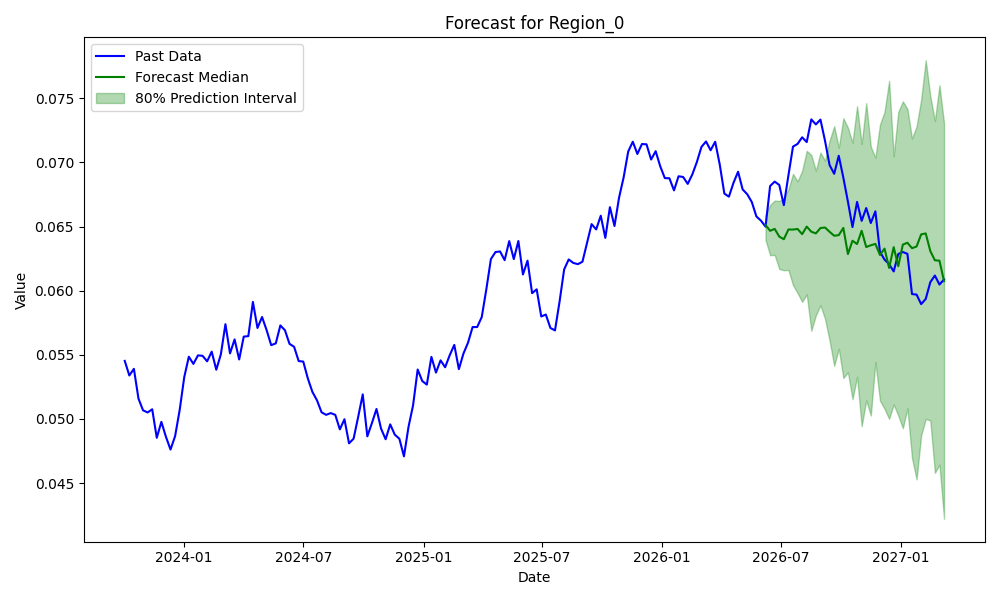 Forecast for Region_0
Past Data
Forecast Median
80% Prediction Interval
0.075
0.070
0.065
0.060
0.055
0.050
0.045
Value
2024-01
2024-07
2025-01
2025-07
2026-01
2026-07
2027-01
Date